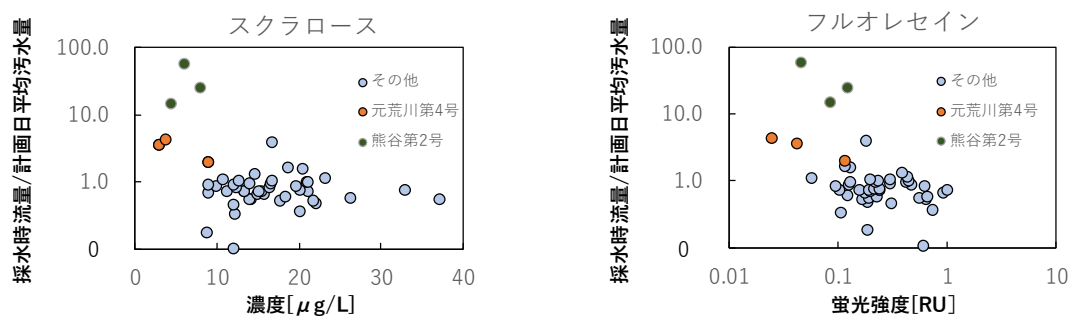 スクラロース
採水時流量/計画日平均汚水量
100.0
10.0
1.0
0
その他
元荒川第4号
熊谷第2号
0
10
20
30
40
濃度[μg/L]
フルオレセイン
採水時流量/計画日平均汚水量
100.0
10.0
1.0
0
その他
元荒川第4号
熊谷第2号
0.01
0.1
1
10
蛍光強度[RU]